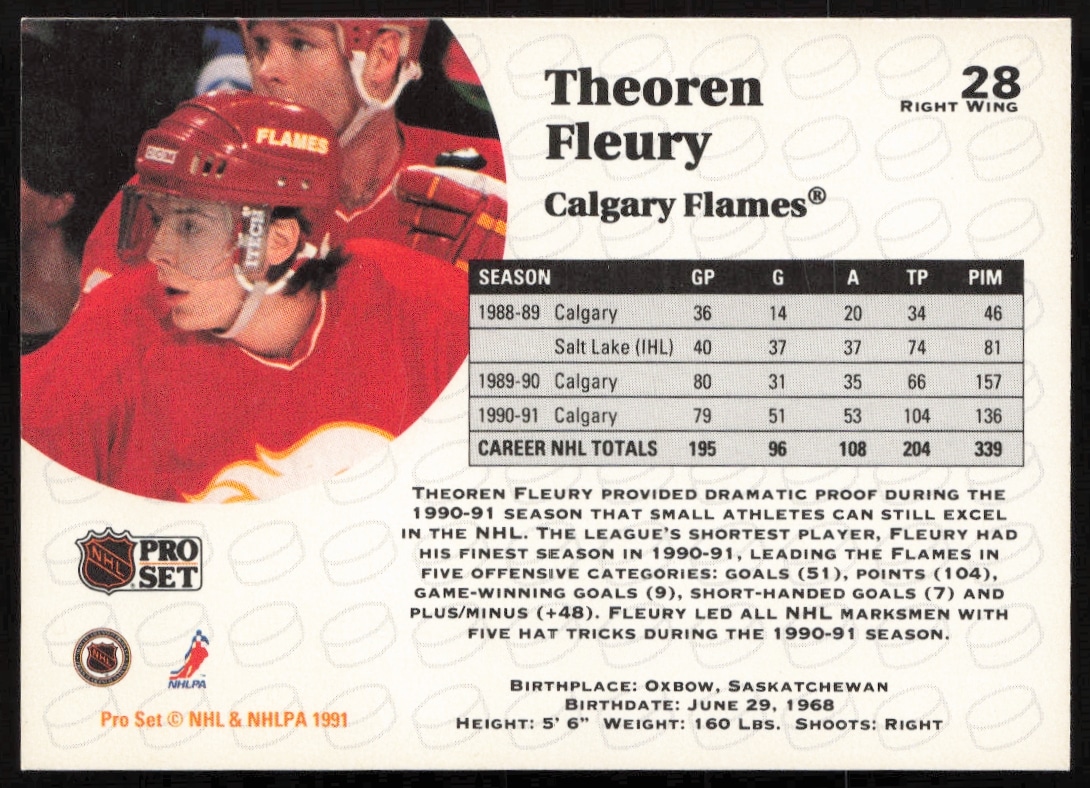 FLAMES
CCM
ITECH
Theoren
Fleury
Calgary Flames®
28
RIGHT WING
SEASON GP G A TP PIM
1988-89 Calgary 36 14 20 34 46
Salt Lake (IHL) 40 37 37 74 81
1989-90 Calgary 80 31 35 66 157
1990-91 Calgary 79 51 53 104 136
CAREER NHL TOTALS 195 96 108 204 339
THEOREN FLEURY PROVIDED DRAMATIC PROOF DURING THE
1990-91 SEASON THAT SMALL ATHLETES CAN STILL EXCEL
IN THE NHL. THE LEAGUE'S SHORTEST PLAYER, FLEURY HAD
HIS FINEST SEASON IN 1990-91, LEADING THE FLAMES IN
FIVE OFFENSIVE CATEGORIES: GOALS (51), POINTS (104),
GAME-WINNING GOALS (9), SHORT-HANDED GOALS (7) AND
PLUS/MINUS (+48). FLEURY LED ALL NHL MARKSMEN WITH
FIVE HAT TRICKS DURING THE 1990-91 SEASON.
NHL PRO
SET
NHL
NHLPA
Pro Set © NHL & NHLPA 1991
BIRTHPLACE: OXBOW, SASKATCHEWAN
BIRTHDATE: JUNE 29, 1968
HEIGHT: 5' 6" WEIGHT: 160 LBS. SHOOTS: RIGHT